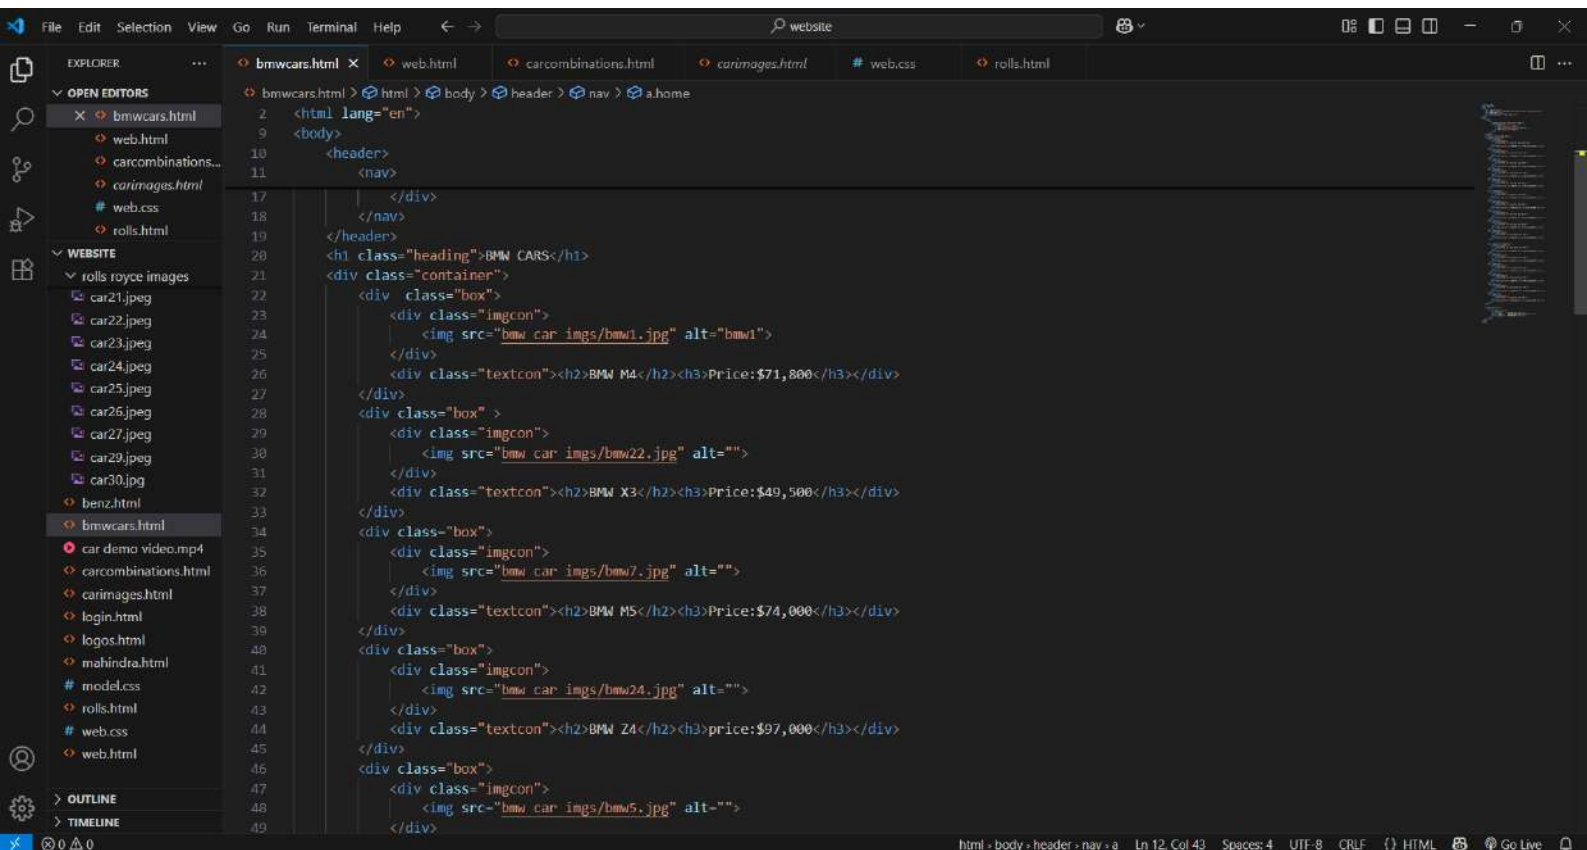 File Edit Selection View Go Run Terminal Help
website
EXPLORER
bmwcars.html
web.html
carcombinations.html
carimages.html
# web.css
rolls.html
OPEN EDITORS
bmwcars.html
web.html
carcombinations...
carimages.html
# web.css
rolls.html
WEBSITE
rolls royce images
car21.jpeg
car22.jpeg
car23.jpeg
car24.jpeg
car25.jpeg
car26.jpeg
car27.jpeg
car29.jpeg
car30.jpg
benz.html
bmwcars.html
car demo video.mp4
carcombinations.html
carimages.html
login.html
logos.html
mahindra.html
# model.css
rolls.html
# web.css
web.html
OUTLINE
TIMELINE
bmwcars.html > html > body > header > nav > a.home
2 <html lang="en">
9 <body>
10 <header>
11 <nav>
17 </div>
18 </nav>
19 </header>
20 <h1 class="heading">BMW CARS</h1>
21 <div class="container">
22 <div  class="box">
23 <div class="imgcon">
24 <img src="bmw car imgs/bmw1.jpg" alt="bmw1">
25 </div>
26 <div class="textcon"><h2>BMW M4</h2><h3>Price:$71,800</h3></div>
27 </div>
28 <div class="box" >
29 <div class="imgcon">
30 <img src="bmw car imgs/bmw22.jpg" alt="">
31 </div>
32 <div class="textcon"><h2>BMW X3</h2><h3>Price:$49,500</h3></div>
33 </div>
34 <div class="box">
35 <div class="imgcon">
36 <img src="bmw car imgs/bmw7.jpg" alt="">
37 </div>
38 <div class="textcon"><h2>BMW M5</h2><h3>Price:$74,000</h3></div>
39 </div>
40 <div class="box">
41 <div class="imgcon">
42 <img src="bmw car imgs/bmw24.jpg" alt="">
43 </div>
44 <div class="textcon"><h2>BMW Z4</h2><h3>price:$97,000</h3></div>
45 </div>
46 <div class="box">
47 <div class="imgcon">
48 <img src="bmw car imgs/bmw5.jpg" alt="">
49 </div>
0 0
html > body > header > nav > a Ln 12, Col 43 Spaces: 4 UTF-8 CRLF {} HTML Go Live